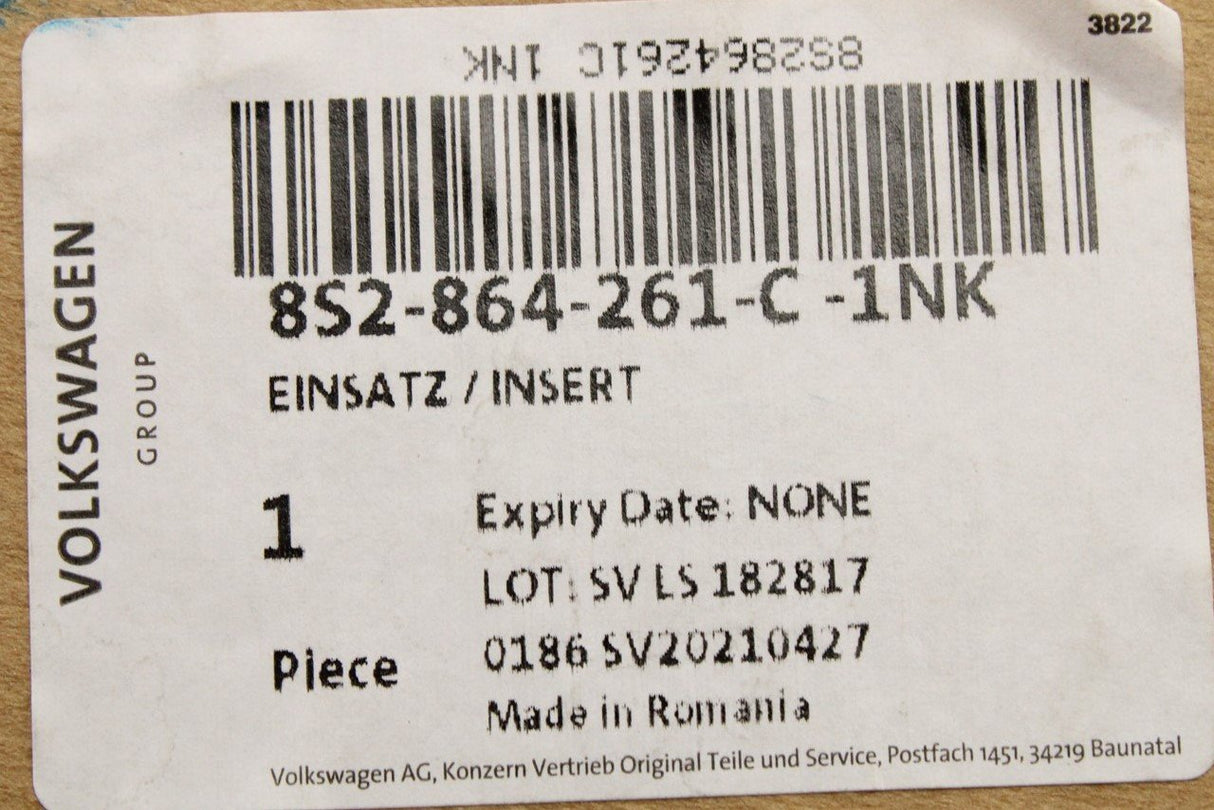 3822
8S2864261C 1NK
8S2-864-261-C -1NK
EINSATZ / INSERT
VOLKSWAGEN
GROUP
1
Piece
Expiry Date: NONE
LOT: SV LS 182817
0186 SV20210427
Made in Romania
Volkswagen AG, Konzern Vertrieb Original Teile und Service, Postfach 1451, 34219 Baunatal